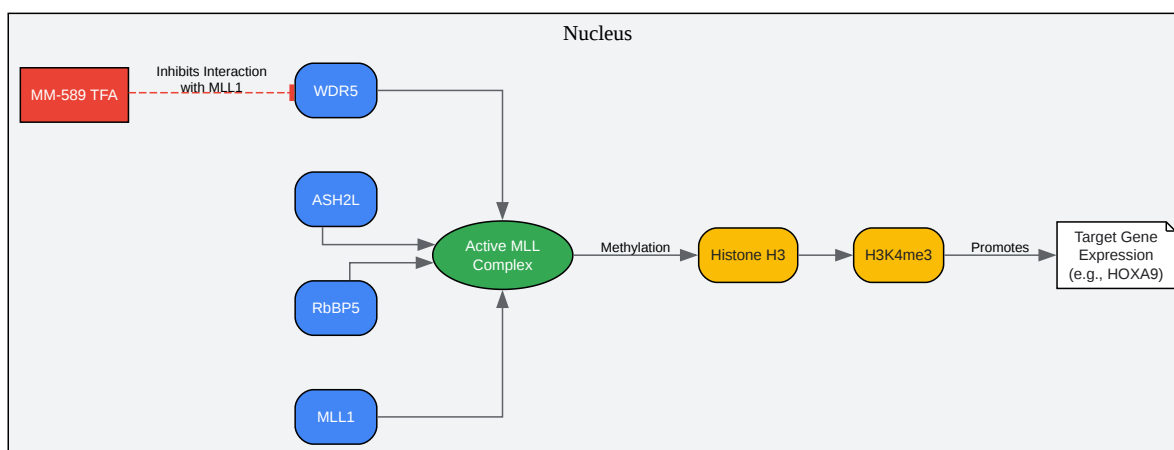 Nucleus
Inhibits Interaction
with MLL1
MM-589 TFA
WDR5
ASH2L
Active MLL
Complex
Methylation
Histone H3
H3K4me3
Promotes
Target Gene
Expression
(e.g., HOXA9)
RbBP5
MLL1